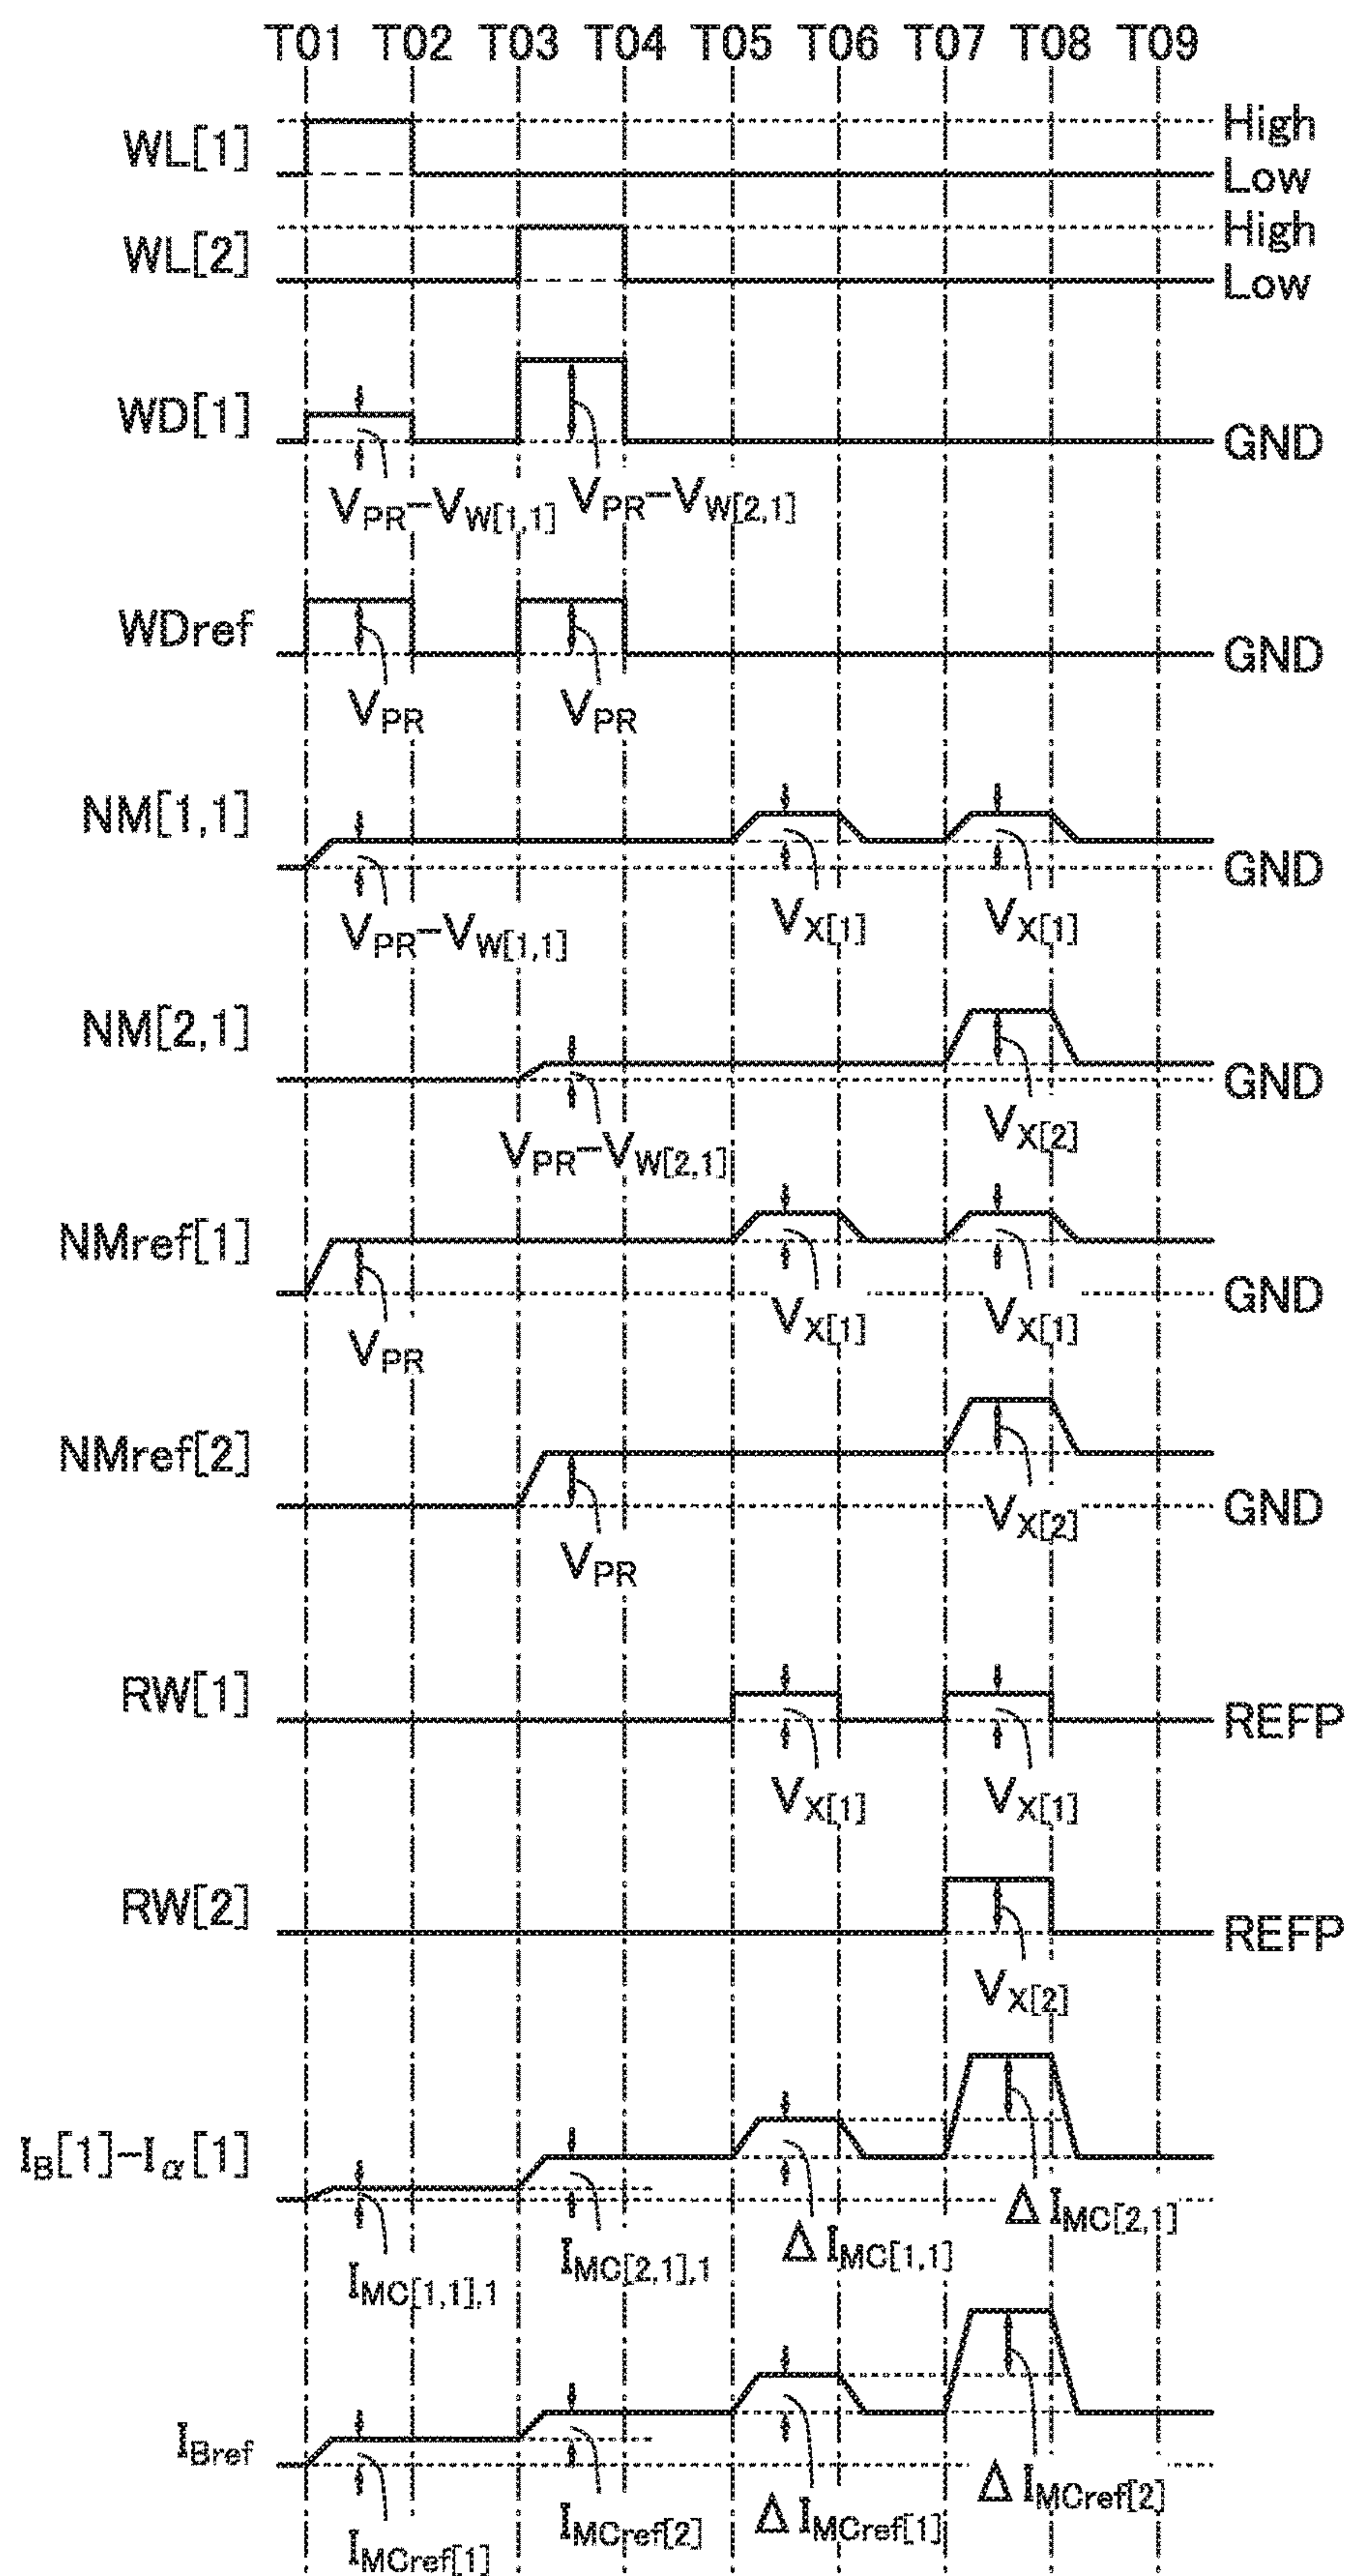 T01 T02 T03 T04 T05 T06 T07 T08 T09
WL[1] High
Low
WL[2] High
Low
WD[1] GND
VPR−VW[1,1] VPR−VW[2,1]
WDref GND
VPR VPR
NM[1,1] GND
VPR−VW[1,1] VX[1] VX[1]
NM[2,1] GND
VPR−VW[2,1] VX[2]
NMref[1] GND
VPR VX[1] VX[1]
NMref[2] GND
VPR VX[2]
RW[1] REFP
VX[1] VX[1]
RW[2] REFP
VX[2]
IB[1]−Iα[1]
IMC[1,1],1 IMC[2,1],1 Δ IMC[1,1] Δ IMC[2,1]
IBref
IMCref[1] IMCref[2] Δ IMCref[1] Δ IMCref[2]